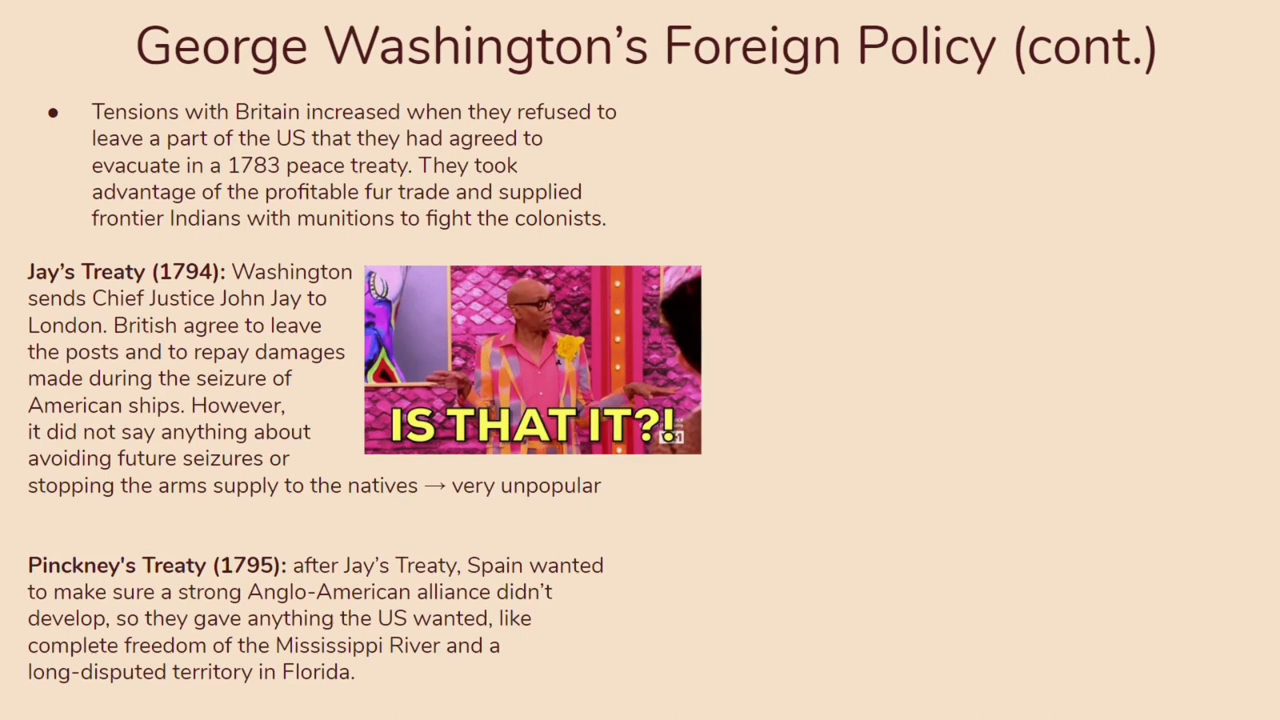 George Washington’s Foreign Policy (cont.)
● Tensions with Britain increased when they refused to
leave a part of the US that they had agreed to
evacuate in a 1783 peace treaty. They took
advantage of the profitable fur trade and supplied
frontier Indians with munitions to fight the colonists.
Jay’s Treaty (1794): Washington
sends Chief Justice John Jay to
London. British agree to leave
the posts and to repay damages
made during the seizure of
American ships. However,
it did not say anything about
avoiding future seizures or
stopping the arms supply to the natives → very unpopular
IS THAT IT?!
Pinckney's Treaty (1795): after Jay’s Treaty, Spain wanted
to make sure a strong Anglo-American alliance didn’t
develop, so they gave anything the US wanted, like
complete freedom of the Mississippi River and a
long-disputed territory in Florida.